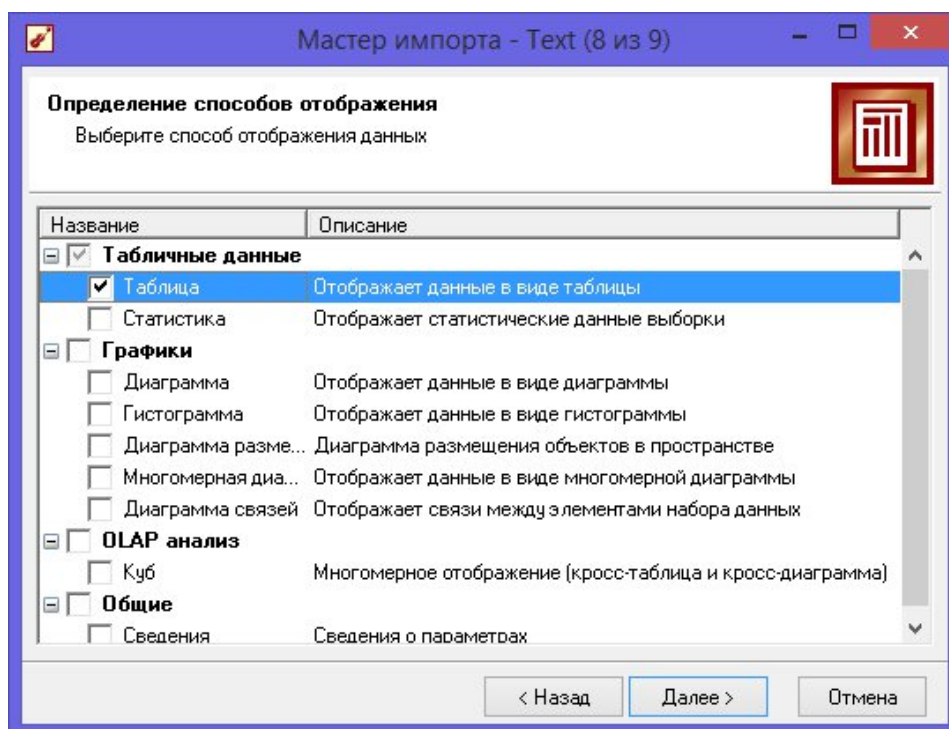 Мастер импорта - Text (8 из 9)
Определение способов отображения
Выберите способ отображения данных
Название Описание
Табличные данные
Таблица Отображает данные в виде таблицы
Статистика Отображает статистические данные выборки
Графики
Диаграмма Отображает данные в виде диаграммы
Гистограмма Отображает данные в виде гистограммы
Диаграмма разме... Диаграмма размещения объектов в пространстве
Многомерная диа... Отображает данные в виде многомерной диаграммы
Диаграмма связей Отображает связи между элементами набора данных
OLAP анализ
Куб Многомерное отображение (кросс-таблица и кросс-диаграмма)
Общие
Сведения Сведения о параметрах
< Назад Далее > Отмена